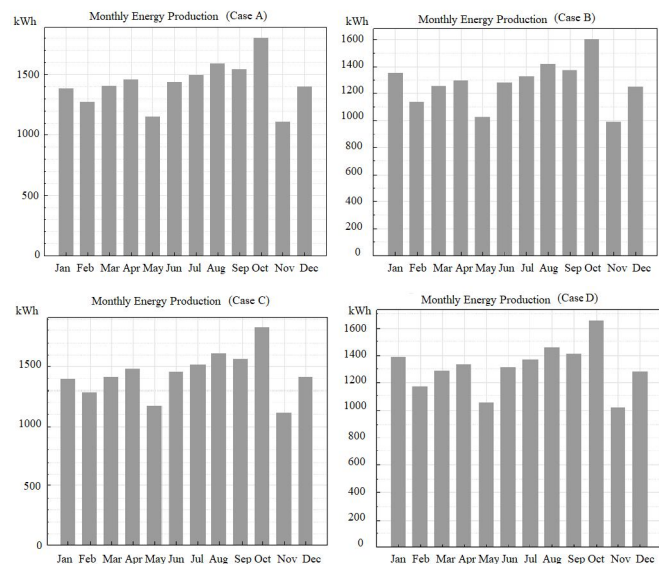 Monthly Energy Production (Case A)
kWh
1500
1000
500
0
Jan Feb Mar Apr May Jun Jul Aug Sep Oct Nov Dec
Monthly Energy Production (Case B)
kWh
1600
1400
1200
1000
800
600
400
200
0
Jan Feb Mar Apr May Jun Jul Aug Sep Oct Nov Dec
Monthly Energy Production (Case C)
kWh
1500
1000
500
0
Jan Feb Mar Apr May Jun Jul Aug Sep Oct Nov Dec
Monthly Energy Production (Case D)
kWh
1600
1400
1200
1000
800
600
400
200
0
Jan Feb Mar Apr May Jun Jul Aug Sep Oct Nov Dec